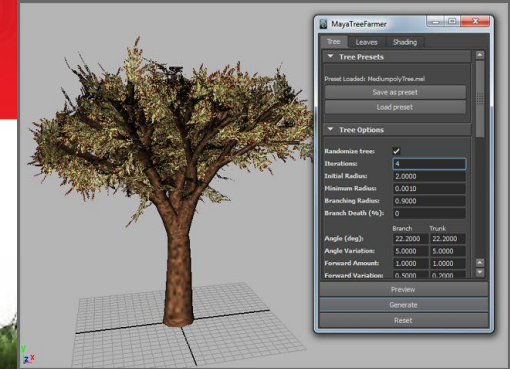 MayaTreeFarmer
Tree Leaves Shading
Tree Presets
Preset Loaded: MediumpolyTree.mel
Save as preset
Load preset
Tree Options
Randomize tree:
Iterations: 4
Initial Radius: 2.0000
Minimum Radius: 0.0010
Branching Radius: 0.9000
Branch Death (%): 0
Branch Trunk
Angle (deg): 22.2000 22.2000
Angle Variation: 5.0000 5.0000
Forward Amount: 1.0000 1.0000
Forward Variation: 0.5000 0.2000
Preview
Generate
Reset
y
z x